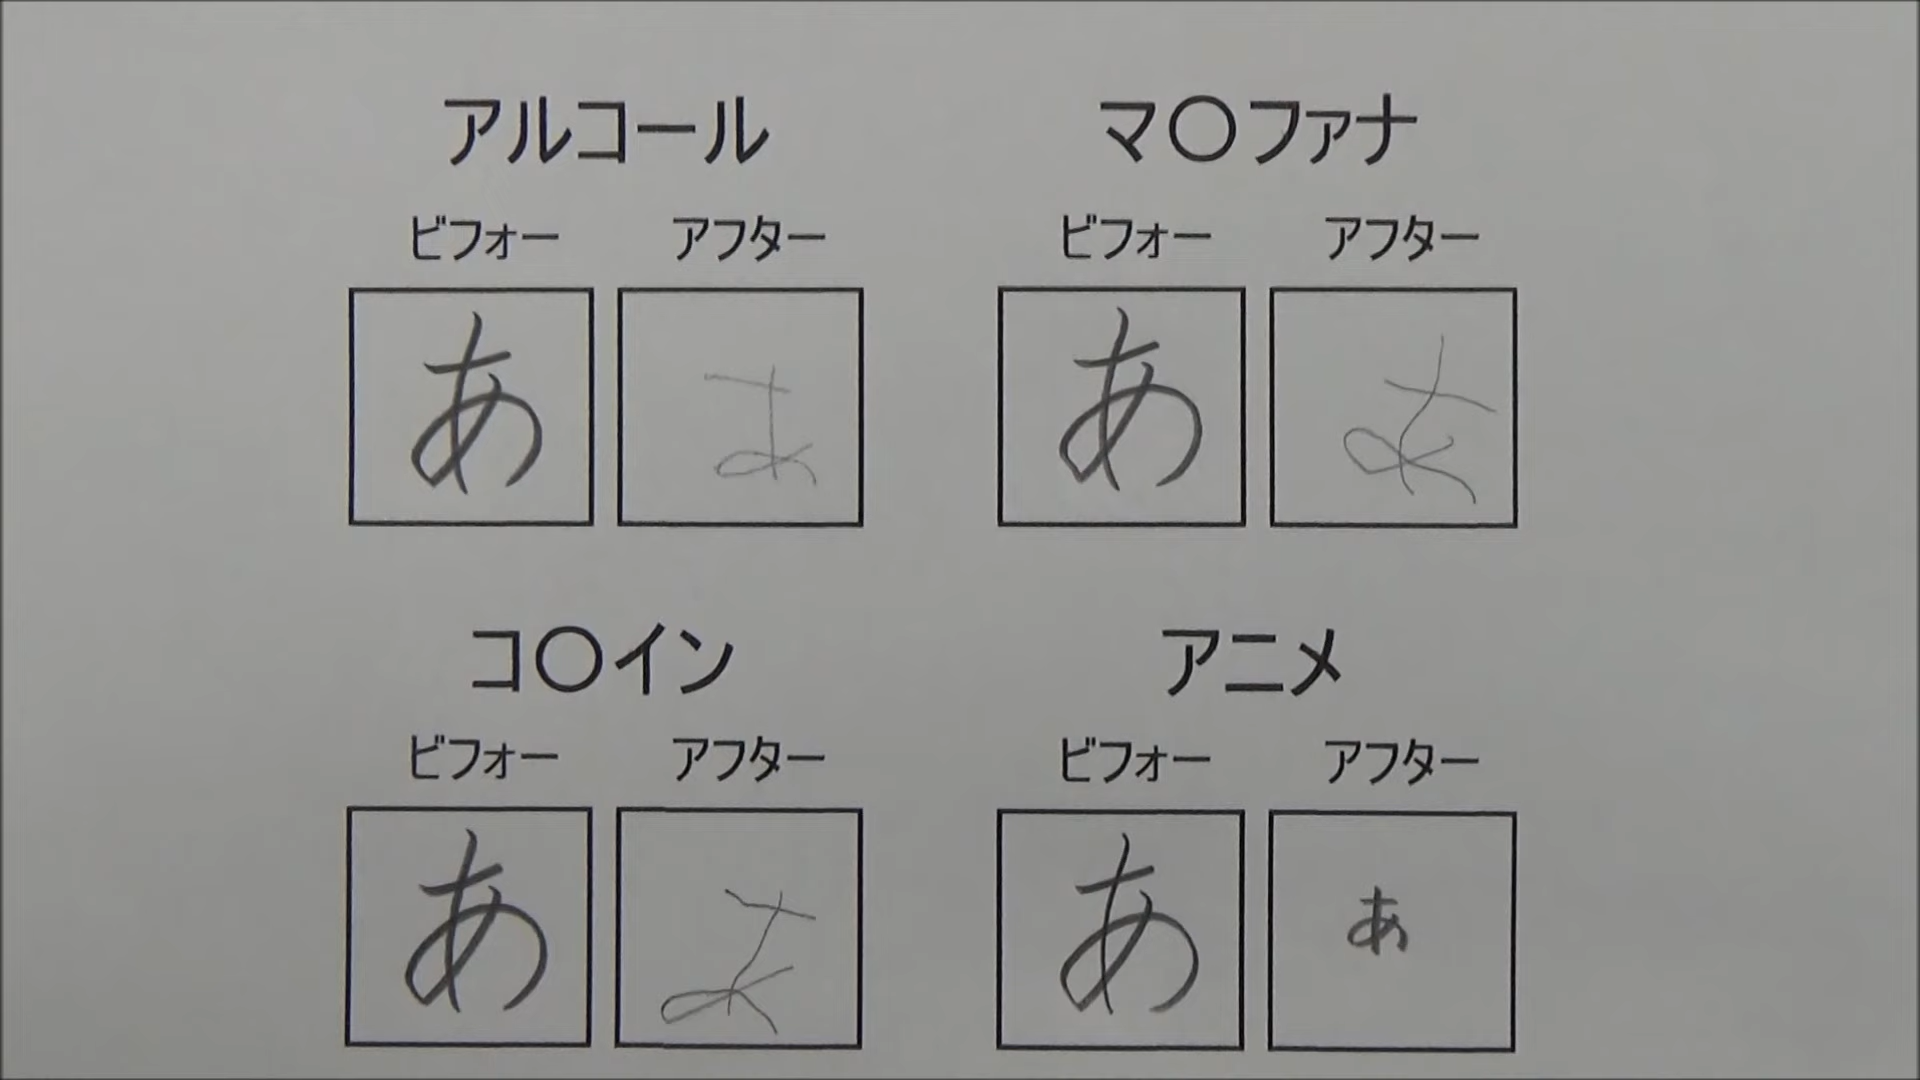 アルコール マ〇ファナ
ビフォー アフター ビフォー アフター
あ あ あ あ
コ〇イン アニメ
ビフォー アフター ビフォー アフター
あ あ あ あ